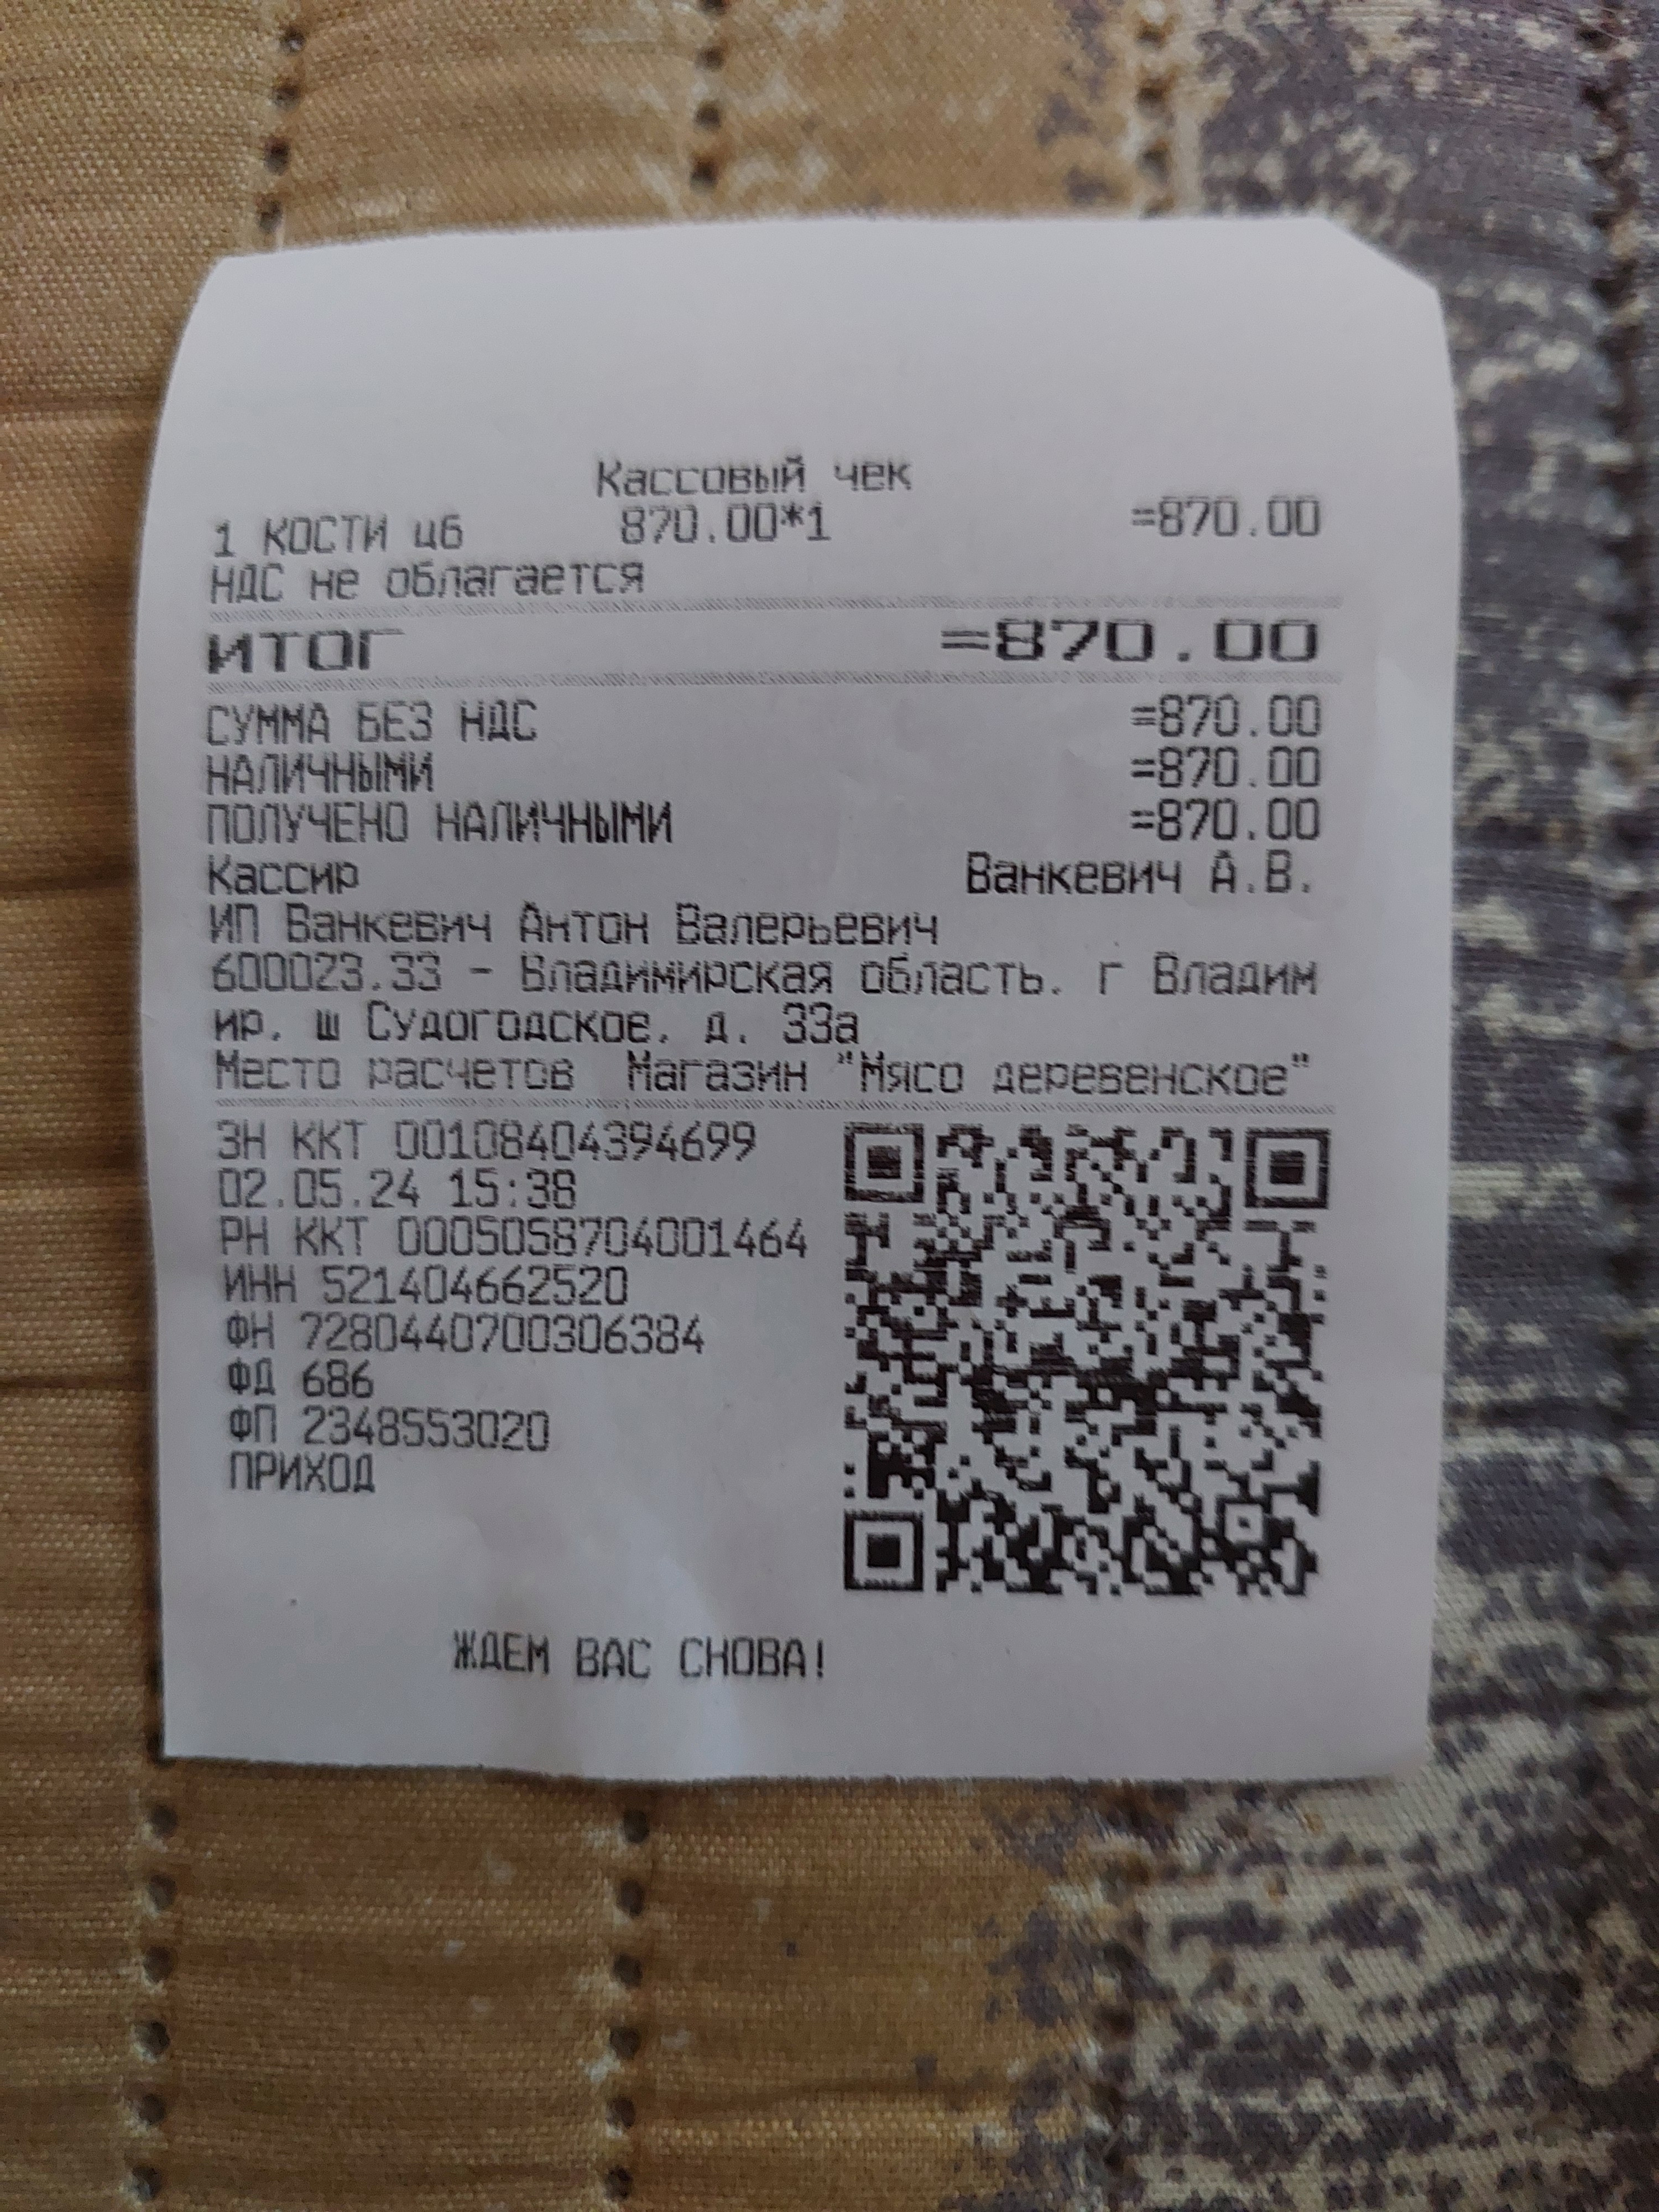 Кассовый чек
1 КОСТИ цб 870.00*1 =870.00
НДС не облагается
ИТОГ =870.00
СУММА БЕЗ НДС =870.00
НАЛИЧНЫМИ =870.00
ПОЛУЧЕНО НАЛИЧНЫМИ =870.00
Кассир Ванкевич А.В.
ИП Ванкевич Антон Валерьевич
600023,33 - Владимирская область, г Владим
ир, ш Судогодское, д. 33а
Место расчетов Магазин "Мясо деревенское"
ЗН ККТ 00108404394699
02.05.24 15:38
РН ККТ 0005058704001464
ИНН 521404662520
ФН 7280440700306384
ФД 686
ФП 2348553020
ПРИХОД
ЖДЕМ ВАС СНОВА!